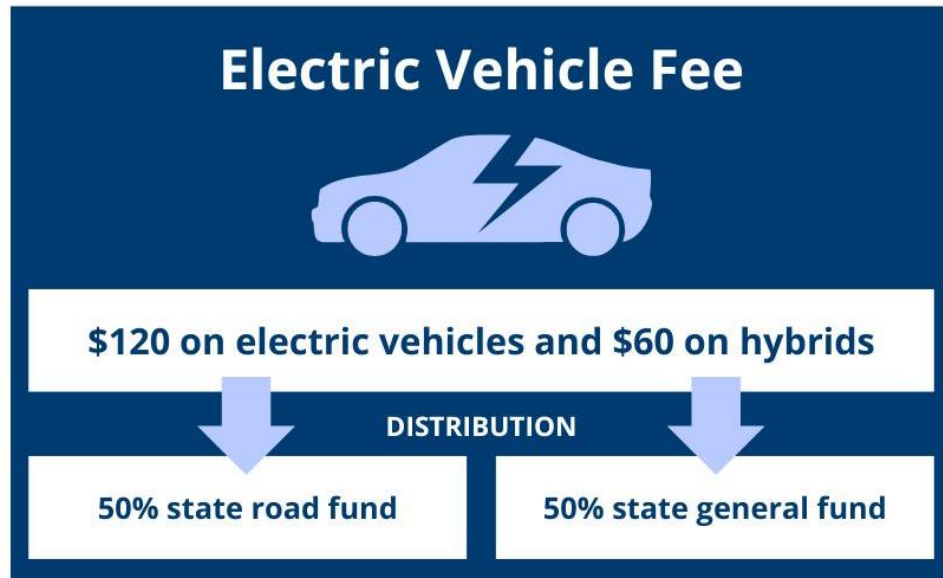 Electric Vehicle Fee
$120 on electric vehicles and $60 on hybrids
DISTRIBUTION
50% state road fund
50% state general fund